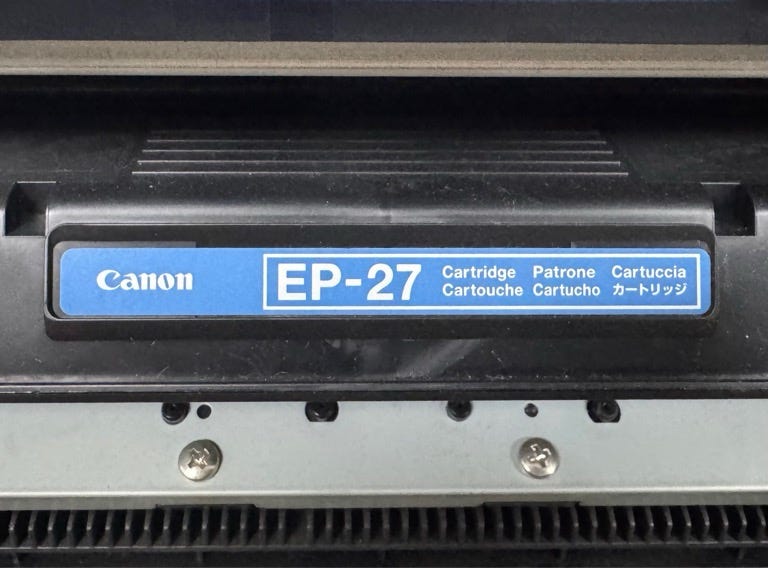 Canon EP-27 Cartridge Patrone Cartuccia
Cartouche Cartucho カートリッジ